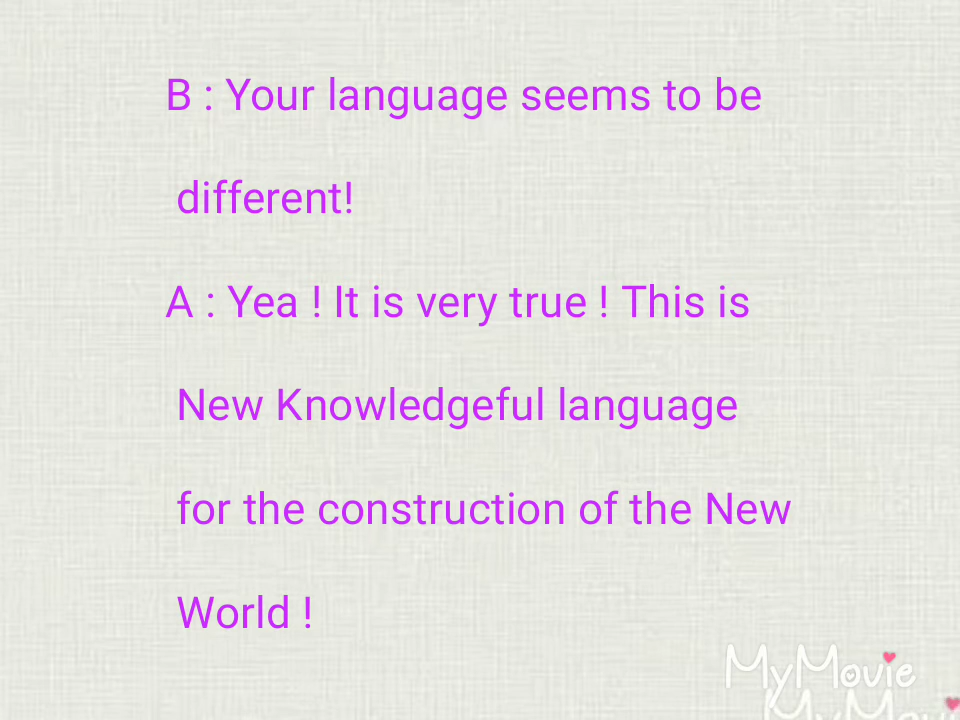 B : Your language seems to be
different!
A : Yea ! It is very true ! This is
New Knowledgeful language
for the construction of the New
World !
MyMovie
MyMovie